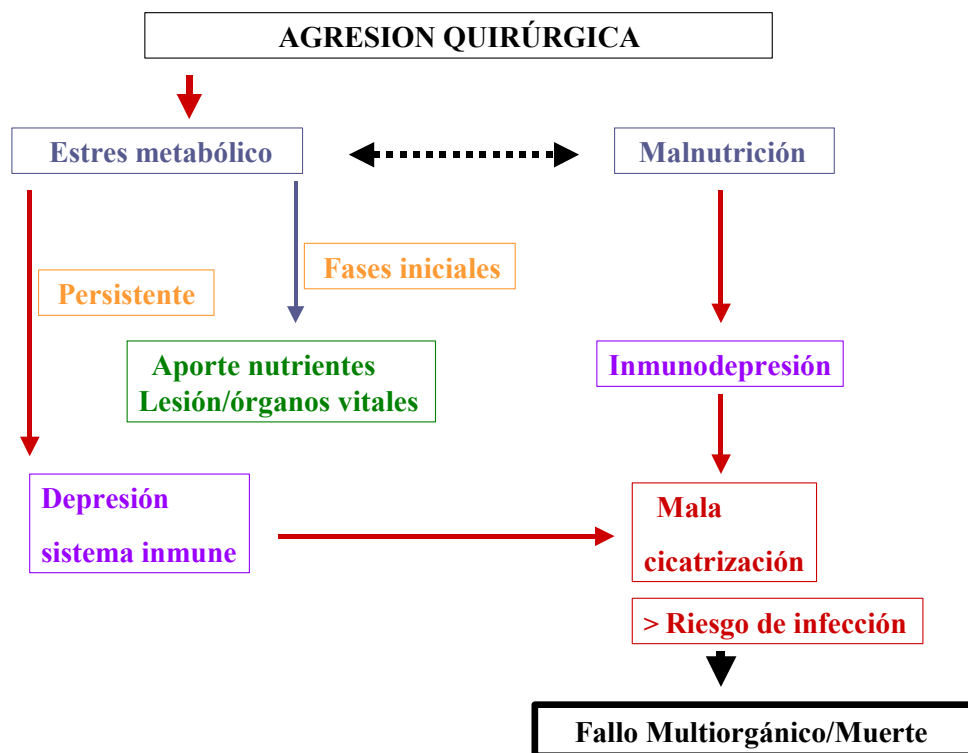 AGRESION QUIRÚRGICA
Estres metabólico
Malnutrición
Fases iniciales
Persistente
Aporte nutrientes
Lesión/órganos vitales
Inmunodepresión
Depresión
sistema inmune
Mala
cicatrización
> Riesgo de infección
Fallo Multiorgánico/Muerte